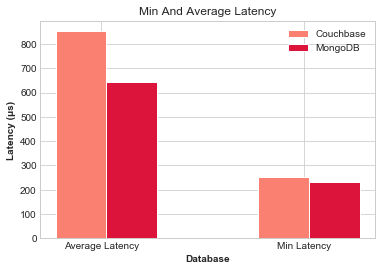 Min And Average Latency
Couchbase
MongoDB
Latency (μs)
800
700
600
500
400
300
200
100
0
Average Latency
Min Latency
Database